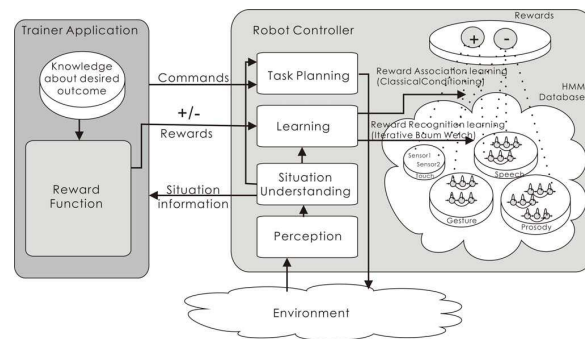 Trainer Application
Knowledge
about desired
outcome
Reward
Function
Commands
+/-
Rewards
Situation
information
Robot Controller
Task Planning
Learning
Situation
Understanding
Perception
Environment
Rewards
+
-
Reward Association learning
(ClassicalConditioning)
HMM
Database
Reward Recognition learning
(Iterative Baum Welch)
Sensor1
Sensor2
Touch
Speech
Gesture
Prosody